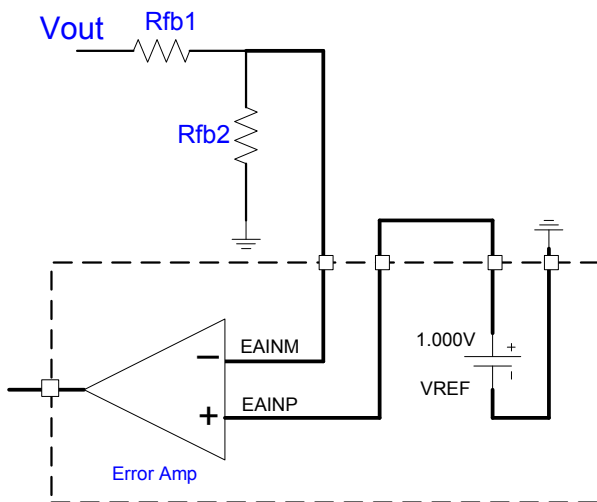 Vout
Rfb1
Rfb2
1.000V
+
-
VREF
EAINM
−
EAINP
+
Error Amp